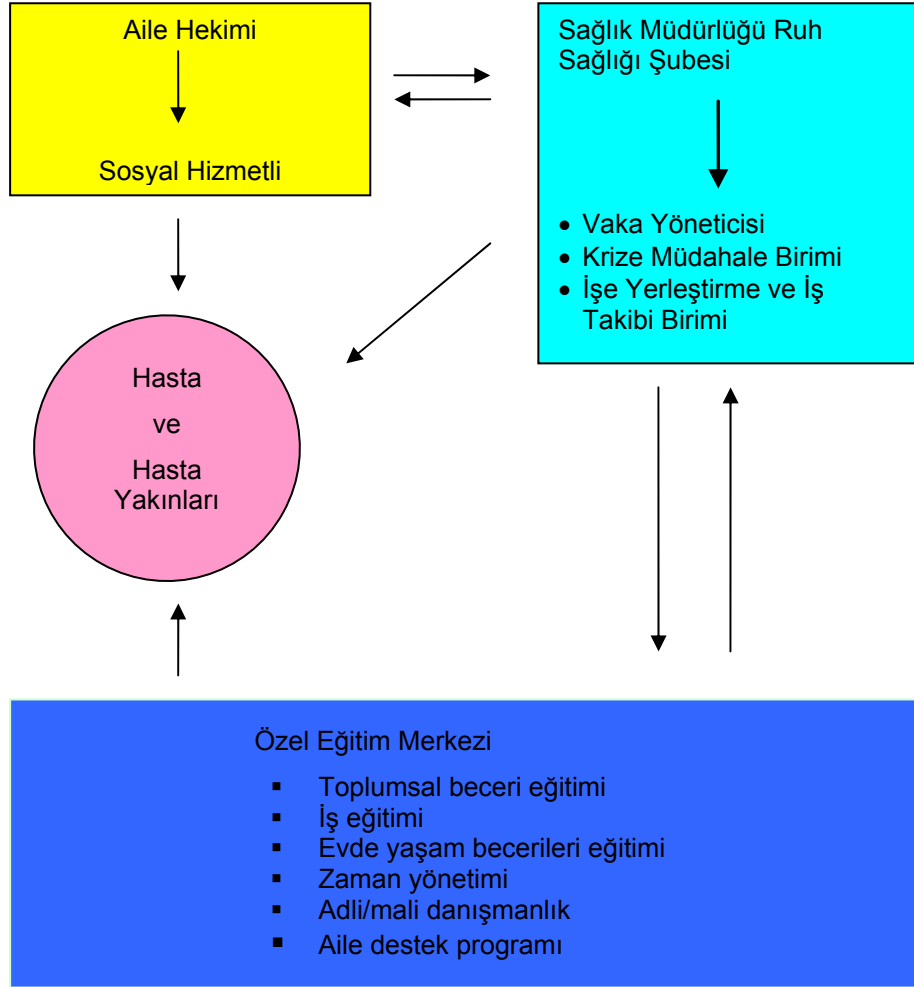 Aile Hekimi
Sosyal Hizmetli
Sağlık Müdürlüğü Ruh
Sağlığı Şubesi
• Vaka Yöneticisi
• Krize Müdahale Birimi
• İşe Yerleştirme ve İş
Takibi Birimi
Hasta
ve
Hasta
Yakınları
Özel Eğitim Merkezi
▪ Toplumsal beceri eğitimi
▪ İş eğitimi
▪ Evde yaşam becerileri eğitimi
▪ Zaman yönetimi
▪ Adli/mali danışmanlık
▪ Aile destek programı